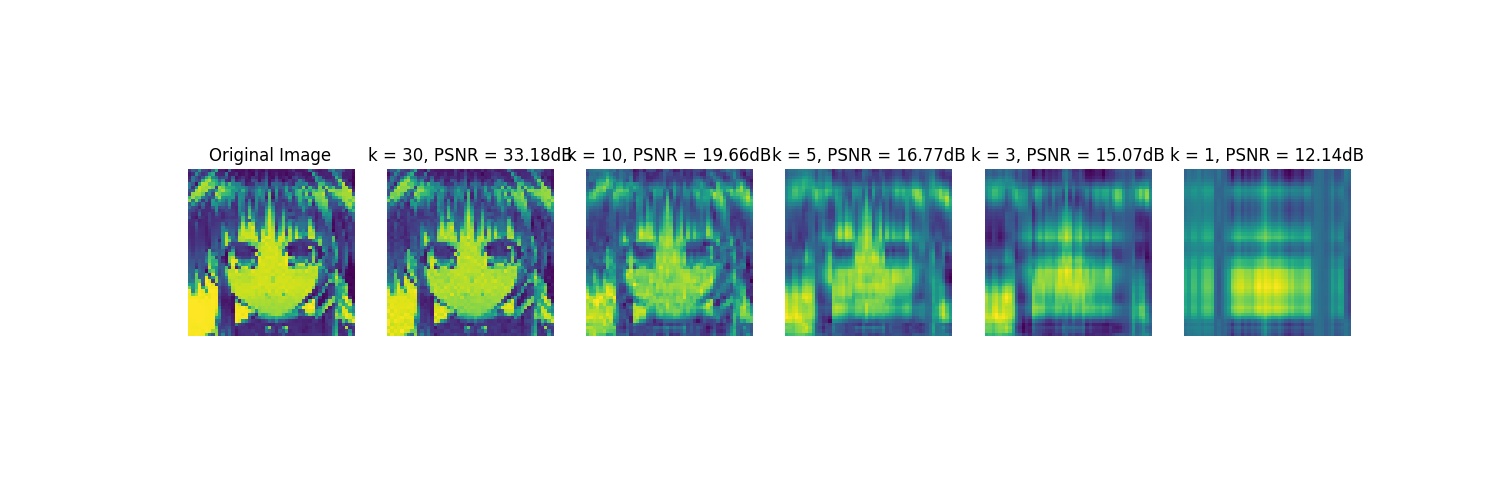 Original Image
k = 30, PSNR = 33.18dB
k = 10, PSNR = 19.66dB
k = 5, PSNR = 16.77dB
k = 3, PSNR = 15.07dB
k = 1, PSNR = 12.14dB